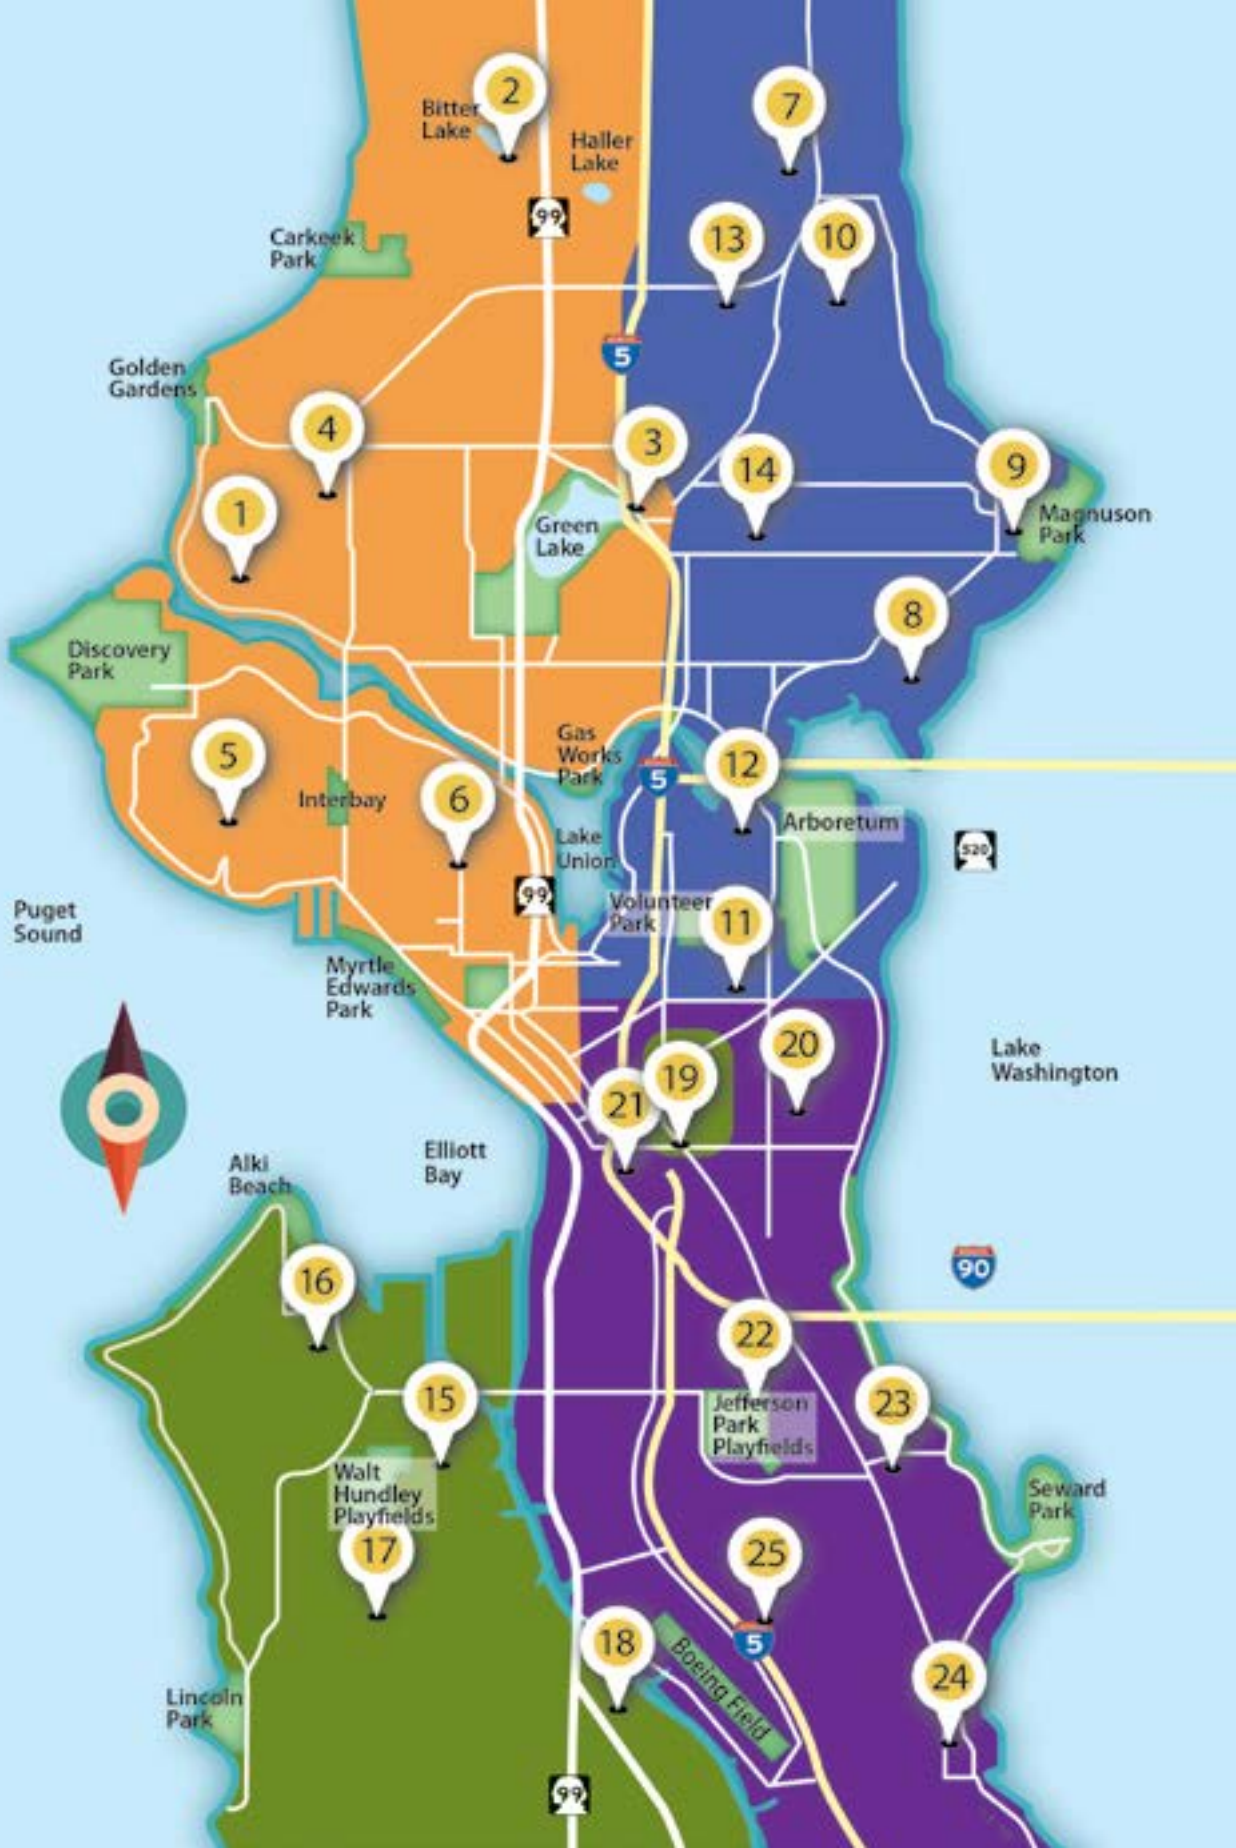 2
7
Bitter
Lake
Haller
Lake
99
13
10
Carkeek
Park
5
Golden
Gardens
4
3
14
9
1
Green
Lake
Magnuson
Park
8
Discovery
Park
5
Gas
Works
Park
5
12
Interbay
6
Arboretum
Lake
Union
520
99
Volunteer
Park
11
Puget
Sound
Myrtle
Edwards
Park
20
Lake
Washington
19
21
Elliott
Bay
Alki
Beach
16
90
22
15
23
Jefferson
Park
Playfields
Walt
Hundley
Playfields
Seward
Park
17
25
18
5
Boeing Field
24
Lincoln
Park
99